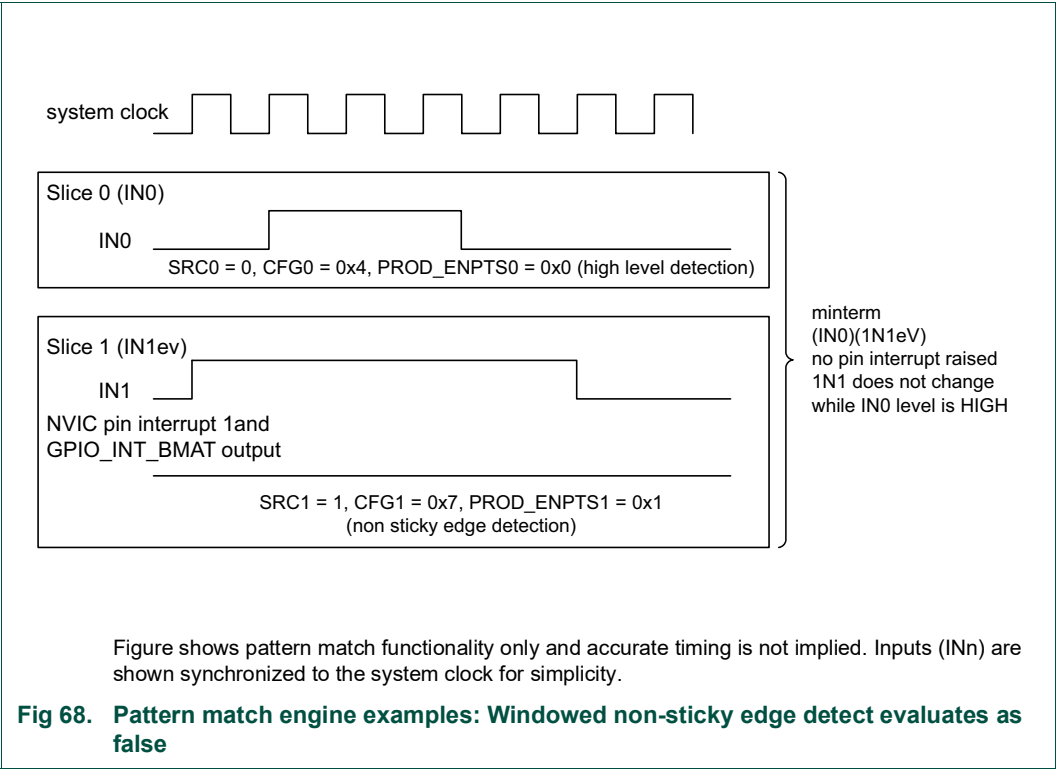 system clock
Slice 0 (IN0)
IN0
SRC0 = 0, CFG0 = 0x4, PROD_ENPTS0 = 0x0 (high level detection)
Slice 1 (IN1ev)
IN1
NVIC pin interrupt 1and
GPIO_INT_BMAT output
SRC1 = 1, CFG1 = 0x7, PROD_ENPTS1 = 0x1
(non sticky edge detection)
minterm
(IN0)(1N1eV)
no pin interrupt raised
1N1 does not change
while IN0 level is HIGH
Figure shows pattern match functionality only and accurate timing is not implied. Inputs (INn) are
shown synchronized to the system clock for simplicity.
Fig 68. Pattern match engine examples: Windowed non-sticky edge detect evaluates as
false